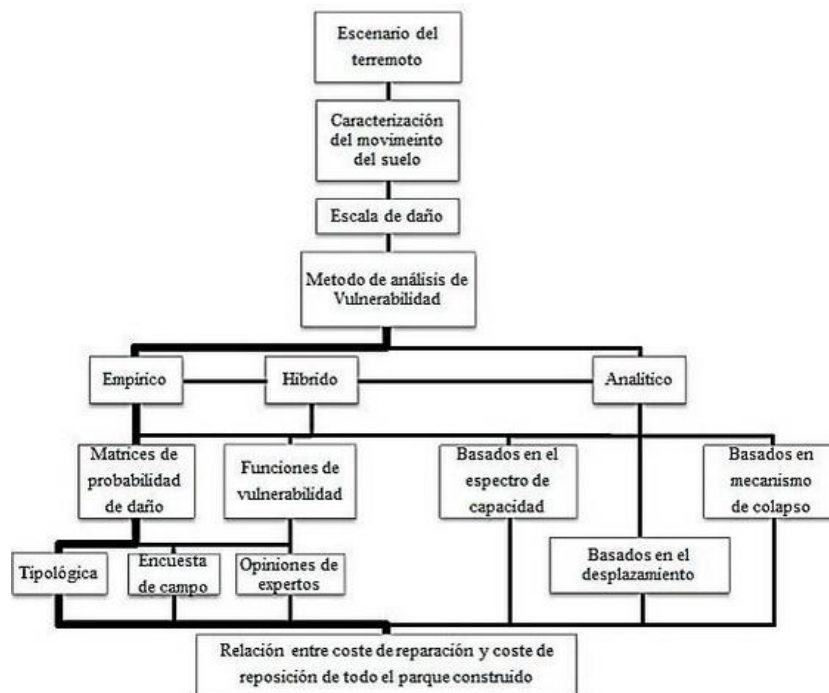 Escenario del
terremoto
Caracterización
del movimeinto
del suelo
Escala de daño
Metodo de análisis de
Vulnerabilidad
Empírico
Híbrido
Analítico
Matrices de
probabilidad
de daño
Funciones de
vulnerabilidad
Basados en el
espectro de
capacidad
Basados en
mecanismo
de colapso
Tipológica
Encuesta
de campo
Opiniones de
expertos
Basados en el
desplazamiento
Relación entre coste de reparación y coste de
reposición de todo el parque construido